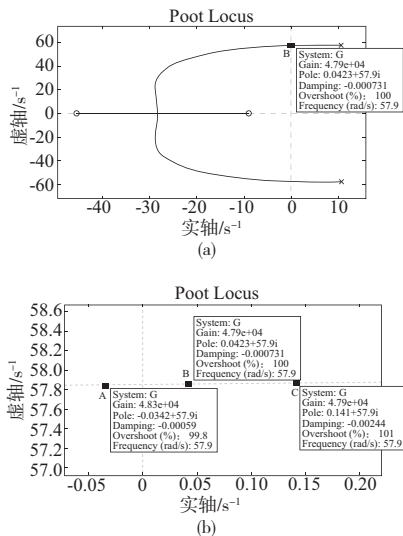 Poot Locus
60
40
20
0
-20
-40
-60
虚轴/s⁻¹
B
System: G
Gain: 4.79e+04
Pole: 0.0423+57.9i
Damping: -0.000731
Overshoot (%)： 100
Frequency (rad/s): 57.9
-40 -30 -20 -10 0 10
实轴/s⁻¹
(a)
Poot Locus
58.6
58.4
58.2
58.0
57.8
57.6
57.4
57.2
57.0
虚轴/s⁻¹
System: G
Gain: 4.79e+04
Pole: 0.0423+57.9i
Damping: -0.000731
Overshoot (%)： 100
Frequency (rad/s): 57.9
A
B
C
System: G
Gain: 4.83e+04
Pole: -0.0342+57.9i
Damping: -0.00059
Overshoot (%)： 99.8
Frequency (rad/s): 57.9
System: G
Gain: 4.79e+04
Pole: 0.141+57.9i
Damping: -0.00244
Overshoot (%)： 101
Frequency (rad/s): 57.9
-0.05 0 0.05 0.10 0.15 0.20
实轴/s⁻¹
(b)